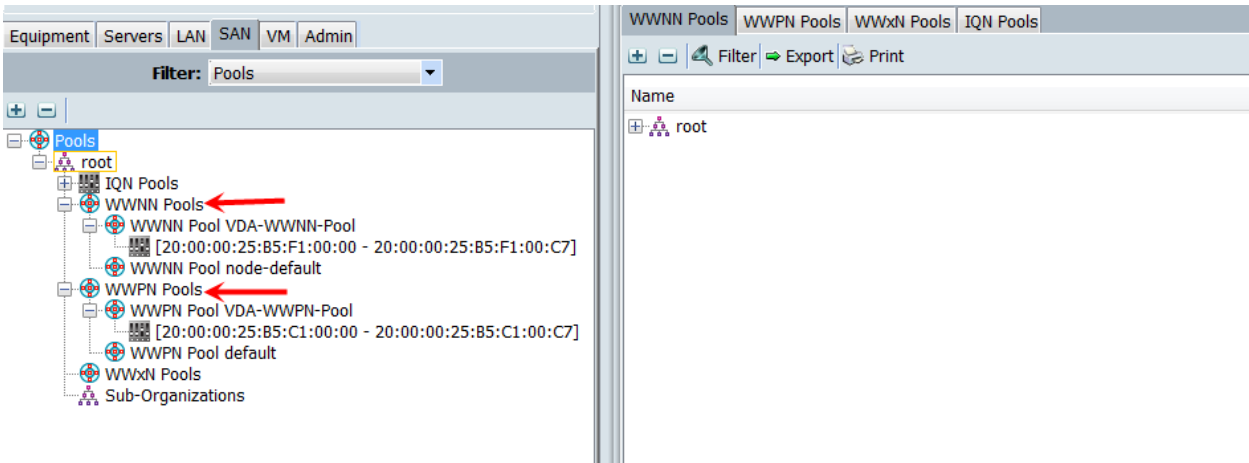 Equipment Servers LAN SAN VM Admin
Filter: Pools
Pools
root
IQN Pools
WWNN Pools
WWNN Pool VDA-WWNN-Pool
[20:00:00:25:B5:F1:00:00 - 20:00:00:25:B5:F1:00:C7]
WWNN Pool node-default
WWPN Pools
WWPN Pool VDA-WWPN-Pool
[20:00:00:25:B5:C1:00:00 - 20:00:00:25:B5:C1:00:C7]
WWPN Pool default
WWxN Pools
Sub-Organizations
WWNN Pools WWPN Pools WWxN Pools IQN Pools
Filter Export Print
Name
root